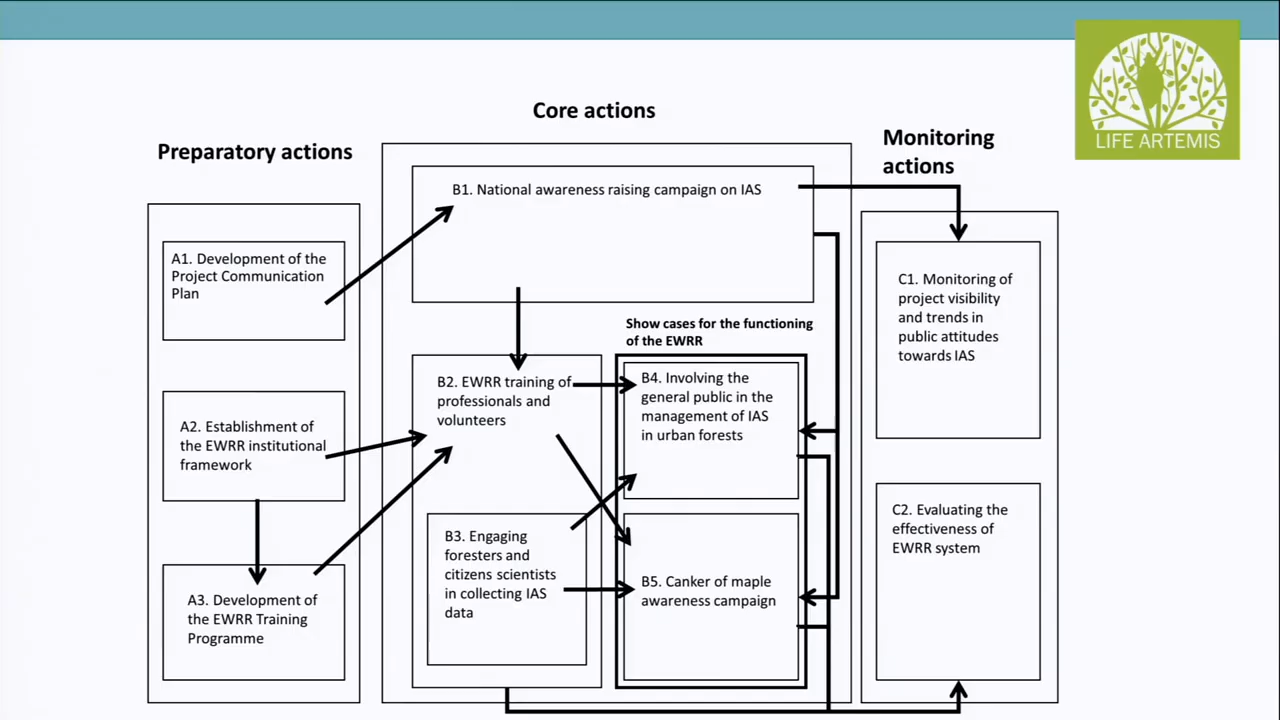 LIFE ARTEMIS
Core actions
Preparatory actions
Monitoring
actions
A1. Development of the
Project Communication
Plan
A2. Establishment of
the EWRR institutional
framework
A3. Development of
the EWRR Training
Programme
B1. National awareness raising campaign on IAS
Show cases for the functioning
of the EWRR
B2. EWRR training of
professionals and
volunteers
B3. Engaging
foresters and
citizens scientists
in collecting IAS
data
B4. Involving the
general public in the
management of IAS
in urban forests
B5. Canker of maple
awareness campaign
C1. Monitoring of
project visibility
and trends in
public attitudes
towards IAS
C2. Evaluating the
effectiveness of
EWRR system